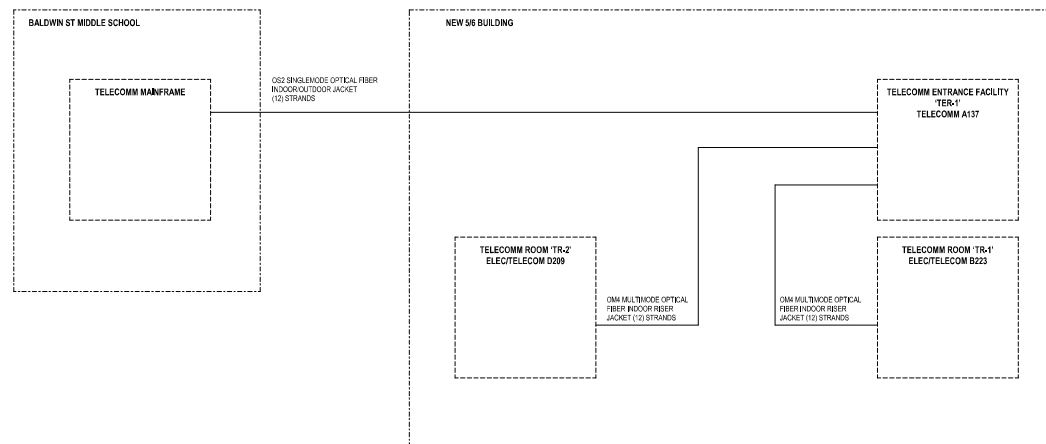 BALDWIN ST MIDDLE SCHOOL
NEW 5/6 BUILDING
TELECOMM MAINFRAME
OS2 SINGLEMODE OPTICAL FIBER
INDOOR/OUTDOOR JACKET
(12) STRANDS
TELECOMM ENTRANCE FACILITY
'TER-1'
TELECOMM A137
TELECOMM ROOM 'TR-2'
ELEC/TELECOM D209
TELECOMM ROOM 'TR-1'
ELEC/TELECOM B223
OM4 MULTIMODE OPTICAL
FIBER INDOOR RISER
JACKET (12) STRANDS
OM4 MULTIMODE OPTICAL
FIBER INDOOR RISER
JACKET (12) STRANDS